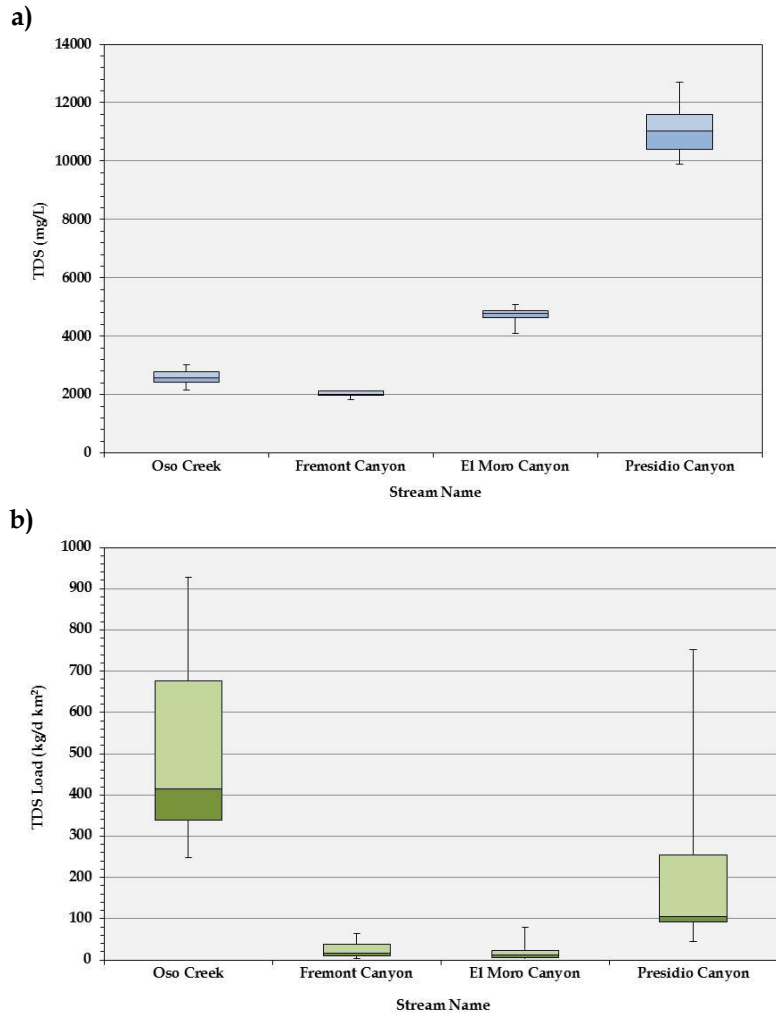 a)
14000
12000
10000
8000
6000
4000
2000
0
TDS (mg/L)
Oso Creek Fremont Canyon El Moro Canyon Presidio Canyon
Stream Name
b)
1000
900
800
700
600
500
400
300
200
100
0
TDS Load (kg/d km²)
Oso Creek Fremont Canyon El Moro Canyon Presidio Canyon
Stream Name